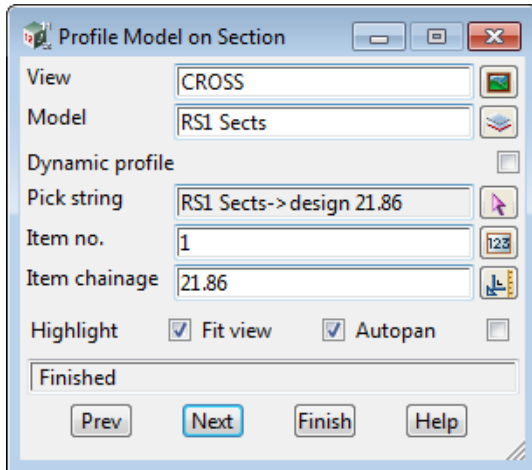 Profile Model on Section
View CROSS
Model RS1 Sects
Dynamic profile
Pick string RS1 Sects->design 21.86
Item no. 1 123
Item chainage 21.86
Highlight Fit view Autopan
Finished
Prev Next Finish Help